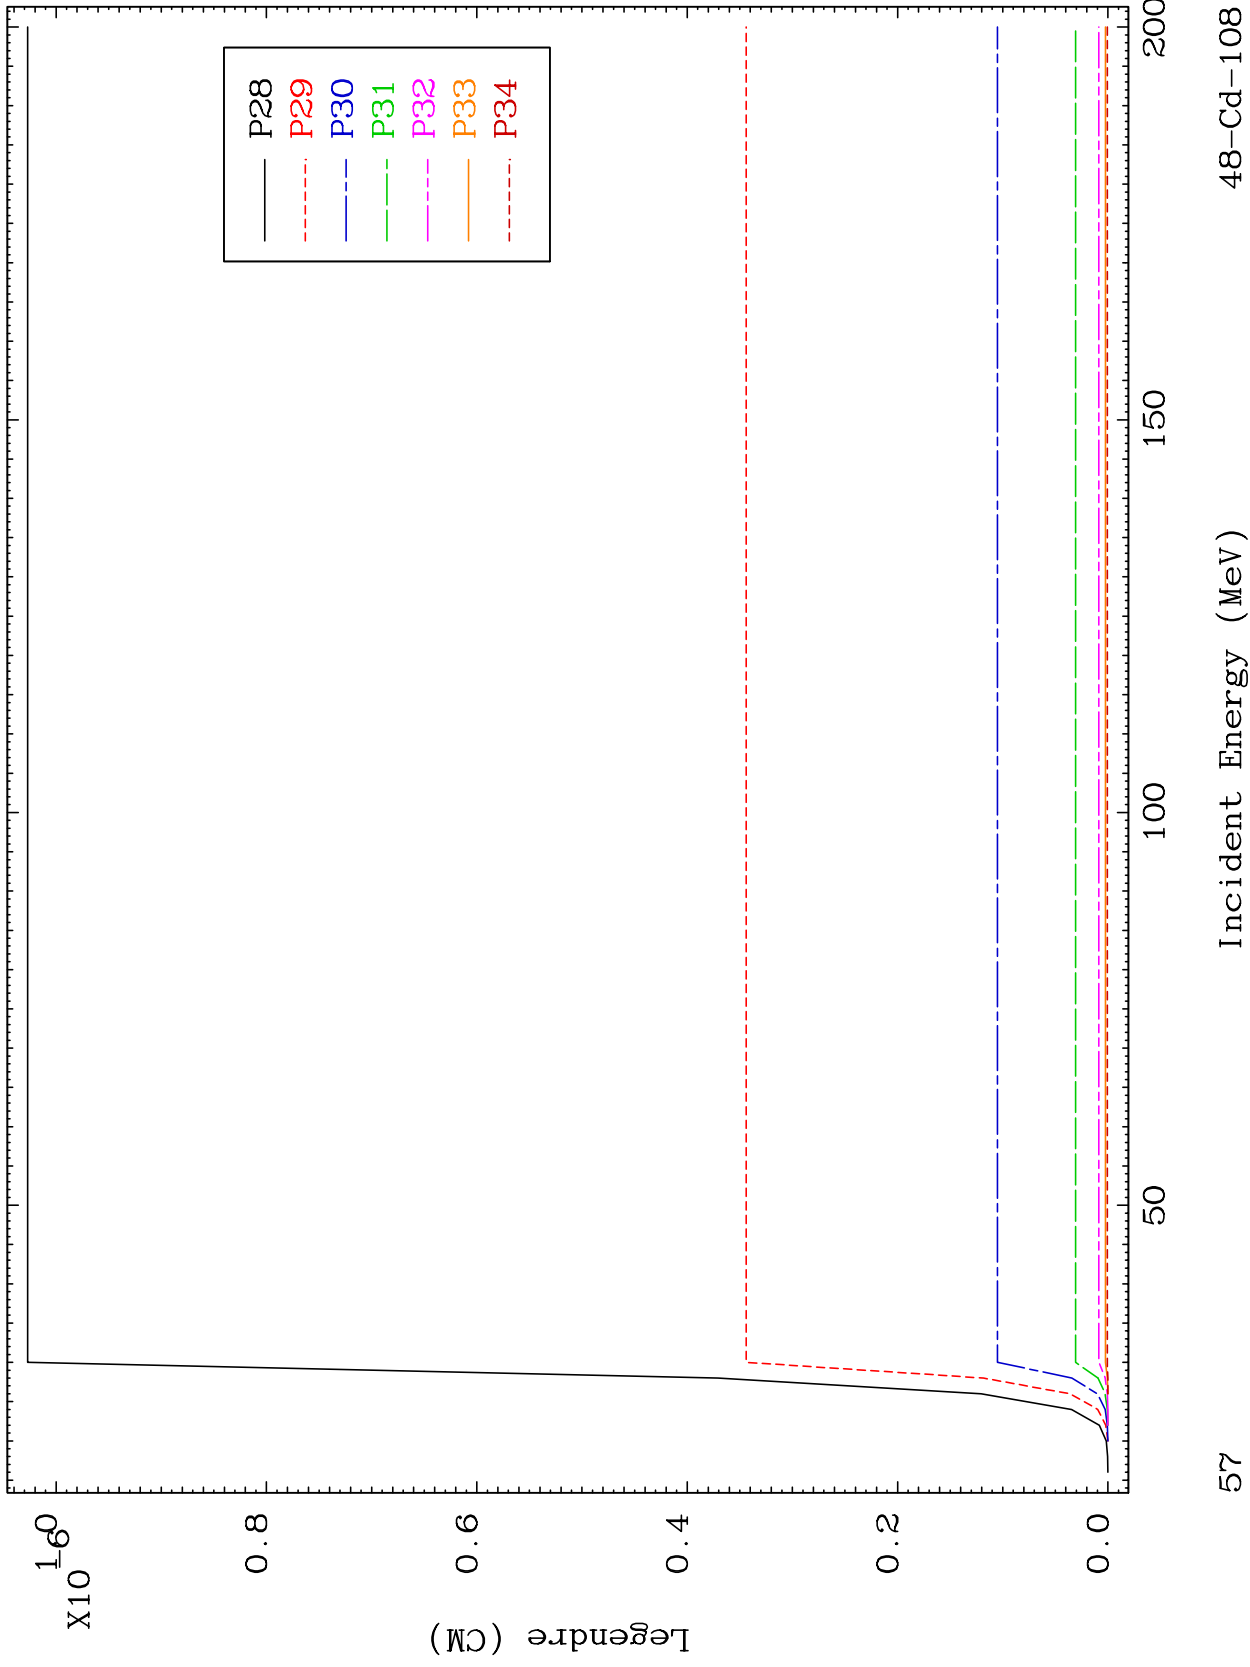 P28
P29
P30
P31
P32
P33
P34
X10
-6
1.0
0.8
0.6
0.4
0.2
0.0
Legendre (CM)
50
100
150
200
Incident Energy (MeV)
57
48-Cd-108